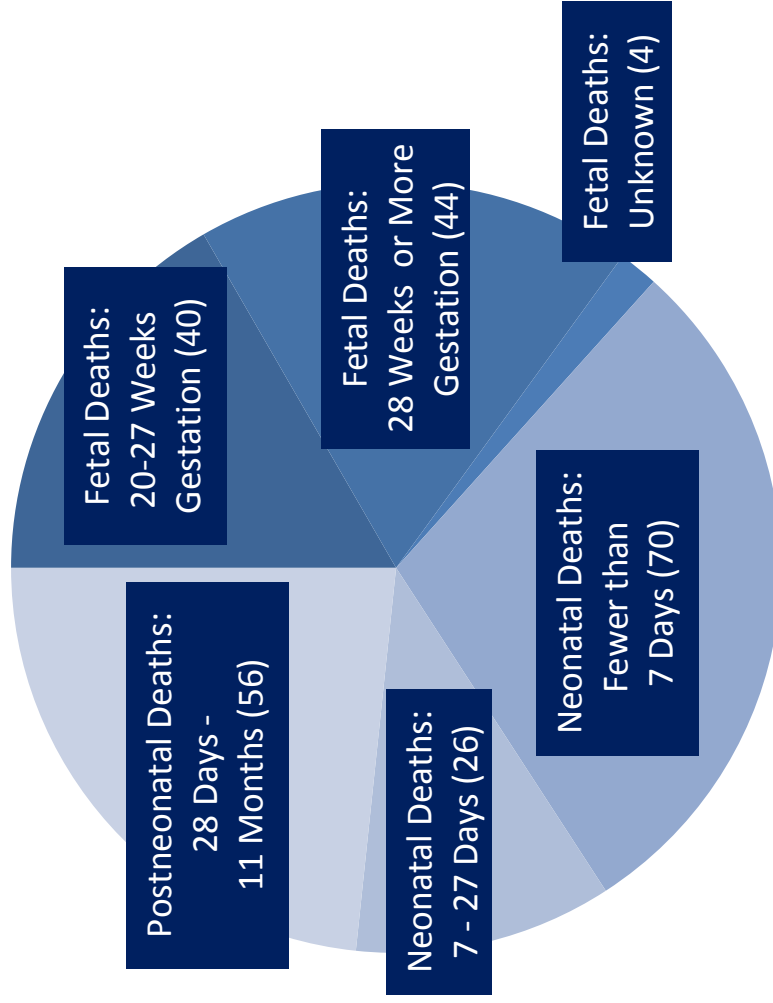 Fetal Deaths:
20-27 Weeks
Gestation (40)
Fetal Deaths:
28 Weeks or More
Gestation (44)
Fetal Deaths:
Unknown (4)
Neonatal Deaths:
Fewer than
7 Days (70)
Neonatal Deaths:
7 - 27 Days (26)
Postneonatal Deaths:
28 Days -
11 Months (56)